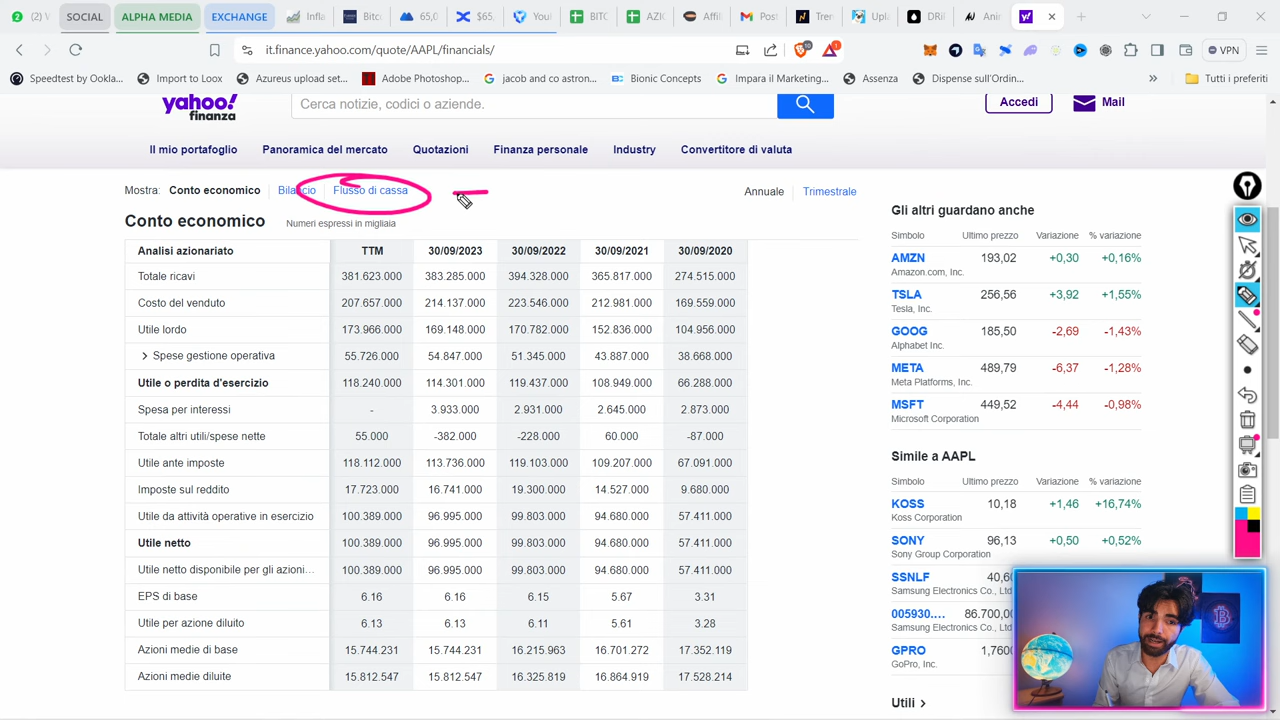 2
SOCIAL
ALPHA MEDIA
EXCHANGE
Infla
Bitc
65,0
$65.
You
BITC
AZIO
Affili
Post
Tren
Upla
DRi
Ani
it.finance.yahoo.com/quote/AAPL/financials/
VPN
Speedtest by Ookla...
Import to Loox
Azureus upload set...
Adobe Photoshop...
jacob and co astron...
Bionic Concepts
Impara il Marketing...
Assenza
Dispense sull'Ordin...
Tutti i preferiti
yahoo!
finanza
Cerca notizie, codici o aziende.
Accedi
Mail
Il mio portafoglio
Panoramica del mercato
Quotazioni
Finanza personale
Industry
Convertitore di valuta
Mostra:
Conto economico
Bilancio
Flusso di cassa
Annuale
Trimestrale
Conto economico
Numeri espressi in migliaia
Analisi azionariato TTM 30/09/2023 30/09/2022 30/09/2021 30/09/2020
Totale ricavi 381.623.000 383.285.000 394.328.000 365.817.000 274.515.000
Costo del venduto 207.657.000 214.137.000 223.546.000 212.981.000 169.559.000
Utile lordo 173.966.000 169.148.000 170.782.000 152.836.000 104.956.000
Spese gestione operativa 55.726.000 54.847.000 51.345.000 43.887.000 38.668.000
Utile o perdita d'esercizio 118.240.000 114.301.000 119.437.000 108.949.000 66.288.000
Spesa per interessi - 3.933.000 2.931.000 2.645.000 2.873.000
Totale altri utili/spese nette 55.000 -382.000 -228.000 60.000 -87.000
Utile ante imposte 118.112.000 113.736.000 119.103.000 109.207.000 67.091.000
Imposte sul reddito 17.723.000 16.741.000 19.300.000 14.527.000 9.680.000
Utile da attività operative in esercizio 100.389.000 96.995.000 99.803.000 94.680.000 57.411.000
Utile netto 100.389.000 96.995.000 99.803.000 94.680.000 57.411.000
Utile netto disponibile per gli azioni... 100.389.000 96.995.000 99.803.000 94.680.000 57.411.000
EPS di base 6.16 6.16 6.15 5.67 3.31
Utile per azione diluito 6.13 6.13 6.11 5.61 3.28
Azioni medie di base 15.744.231 15.744.231 16.215.963 16.701.272 17.352.119
Azioni medie diluite 15.812.547 15.812.547 16.325.819 16.864.919 17.528.214
Gli altri guardano anche
Simbolo Ultimo prezzo Variazione % variazione
AMZN 193,02 +0,30 +0,16%
Amazon.com, Inc.
TSLA 256,56 +3,92 +1,55%
Tesla, Inc.
GOOG 185,50 -2,69 -1,43%
Alphabet Inc.
META 489,79 -6,37 -1,28%
Meta Platforms, Inc.
MSFT 449,52 -4,44 -0,98%
Microsoft Corporation
Simile a AAPL
Simbolo Ultimo prezzo Variazione % variazione
KOSS 10,18 +1,46 +16,74%
Koss Corporation
SONY 96,13 +0,50 +0,52%
Sony Group Corporation
SSNLF 40,60
Samsung Electronics Co., Ltd
005930.... 86.700,00
Samsung Electronics Co., Ltd
GPRO 1,7600
GoPro, Inc.
Utili